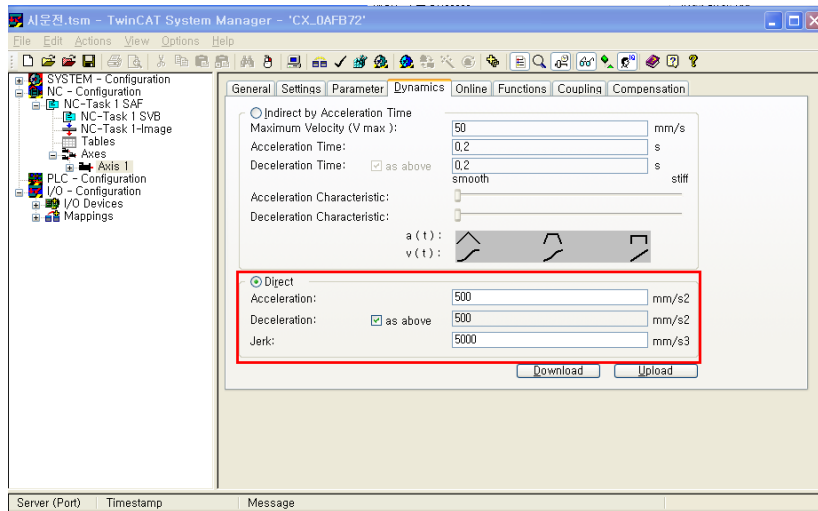 시운전.tsm - TwinCAT System Manager - 'CX_0AFB72'
File Edit Actions View Options Help
SYSTEM - Configuration
NC - Configuration
NC-Task 1 SAF
NC-Task 1 SVB
NC-Task 1-Image
Tables
Axes
Axis 1
PLC - Configuration
I/O - Configuration
I/O Devices
Mappings
General Settings Parameter Dynamics Online Functions Coupling Compensation
Indirect by Acceleration Time
Maximum Velocity (V max ): 50 mm/s
Acceleration Time: 0,2 s
Deceleration Time: as above 0,2 s
smooth stiff
Acceleration Characteristic:
Deceleration Characteristic:
a(t):
v(t):
Direct
Acceleration: 500 mm/s2
Deceleration: as above 500 mm/s2
Jerk: 5000 mm/s3
Download Upload
Server (Port) Timestamp Message